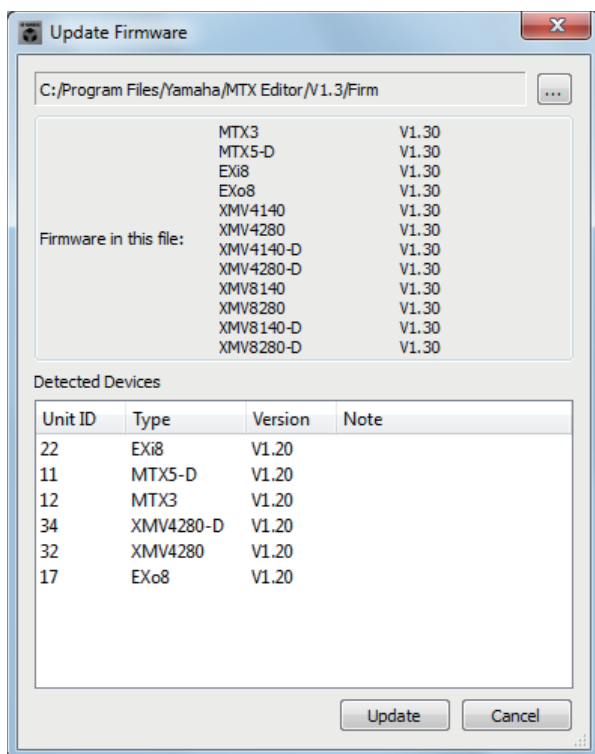 Update Firmware
C:/Program Files/Yamaha/MTX Editor/V1.3/Firm ...
Firmware in this file:
MTX3 V1.30
MTX5-D V1.30
EXi8 V1.30
EXo8 V1.30
XMV4140 V1.30
XMV4280 V1.30
XMV4140-D V1.30
XMV4280-D V1.30
XMV8140 V1.30
XMV8280 V1.30
XMV8140-D V1.30
XMV8280-D V1.30
Detected Devices
Unit ID Type Version Note
22 EXi8 V1.20
11 MTX5-D V1.20
12 MTX3 V1.20
34 XMV4280-D V1.20
32 XMV4280 V1.20
17 EXo8 V1.20
Update Cancel